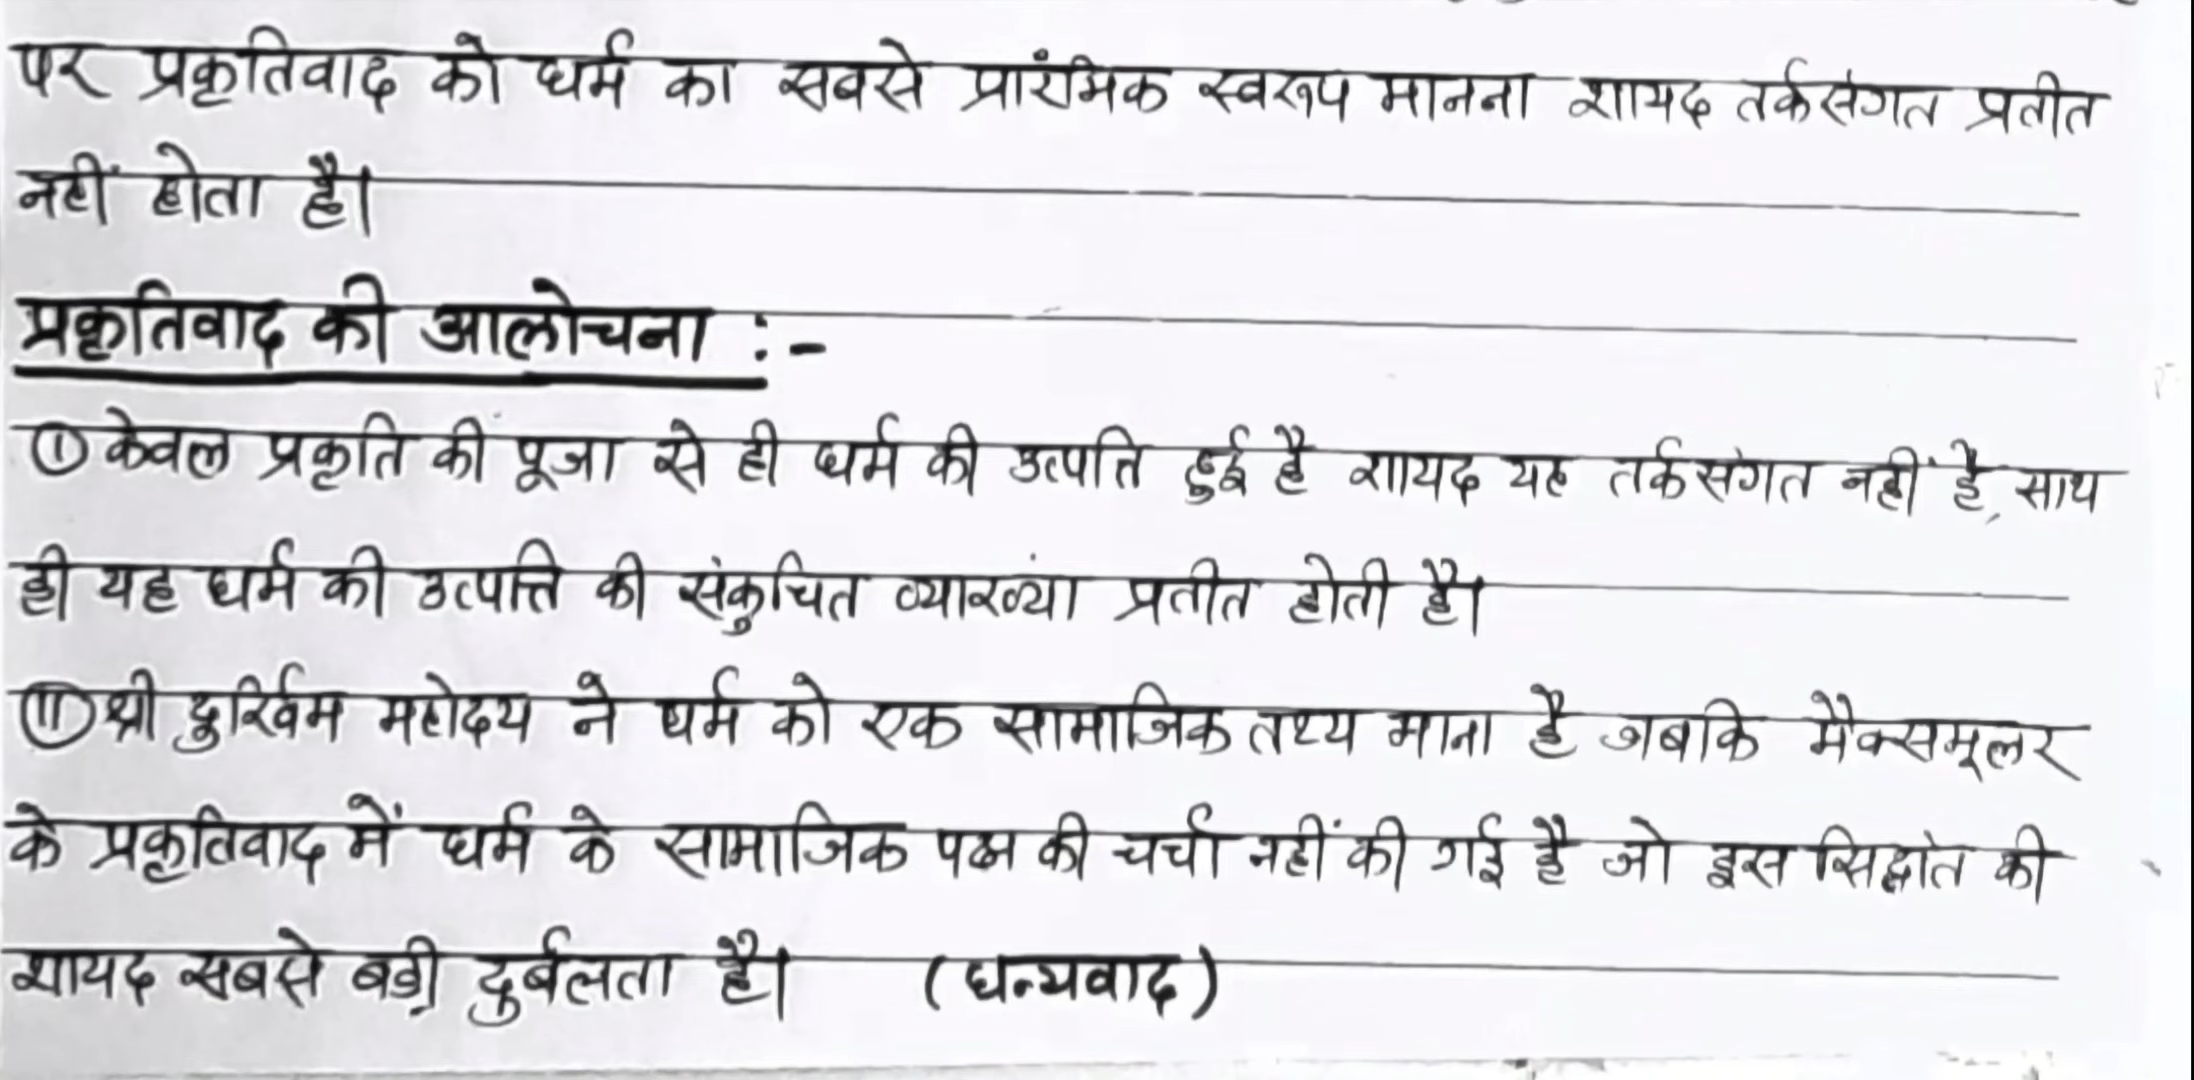 पर प्रकृतिवाद को धर्म का सबसे प्रारंभिक स्वरूप मानना शायद तर्कसंगत प्रतीत
नहीं होता है।
प्रकृतिवाद की आलोचना :-
① केवल प्रकृति की पूजा से ही धर्म की उत्पति हुई है शायद यह तर्कसंगत नहीं है, साथ
ही यह धर्म की उत्पत्ति की संकुचित व्याख्या प्रतीत होती है।
⑪ श्री दुर्खिम महोदय ने धर्म को एक सामाजिक तथ्य माना है जबकि मैक्समूलर
के प्रकृतिवाद में धर्म के सामाजिक पक्ष की चर्चा नहीं की गई है जो इस सिद्धांत की
शायद सबसे बड़ी दुर्बलता है। (धन्यवाद)